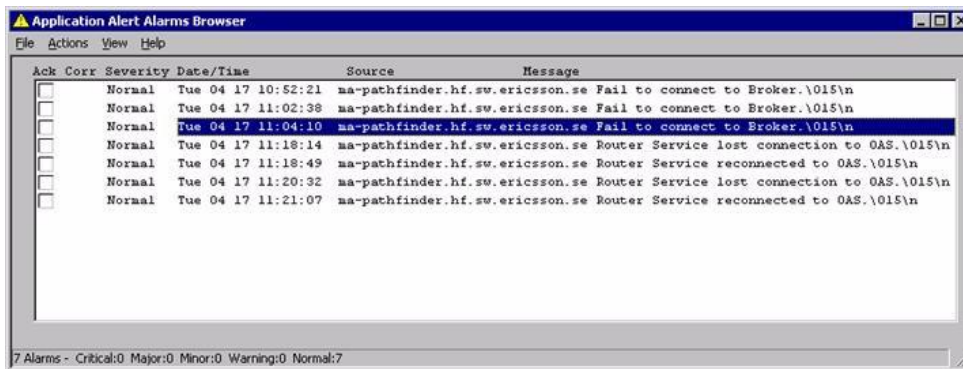 Application Alert Alarms Browser
File Actions View Help
Ack Corr Severity Date/Time Source Message
Normal Tue 04 17 10:52:21 ma-pathfinder.hf.sw.ericsson.se Fail to connect to Broker.\015\n
Normal Tue 04 17 11:02:38 ma-pathfinder.hf.sw.ericsson.se Fail to connect to Broker.\015\n
Normal Tue 04 17 11:04:10 ma-pathfinder.hf.sw.ericsson.se Fail to connect to Broker.\015\n
Normal Tue 04 17 11:18:14 ma-pathfinder.hf.sw.ericsson.se Router Service lost connection to OAS.\015\n
Normal Tue 04 17 11:18:49 ma-pathfinder.hf.sw.ericsson.se Router Service reconnected to OAS.\015\n
Normal Tue 04 17 11:20:32 ma-pathfinder.hf.sw.ericsson.se Router Service lost connection to OAS.\015\n
Normal Tue 04 17 11:21:07 ma-pathfinder.hf.sw.ericsson.se Router Service reconnected to OAS.\015\n
7 Alarms - Critical:0 Major:0 Minor:0 Warning:0 Normal:7